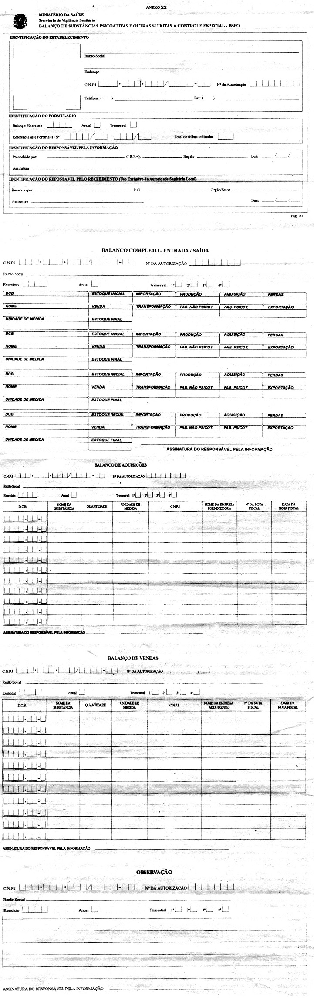 ANEXO XX
MINISTÉRIO DA SAÚDE
Secretaria de Vigilância Sanitária
BALANÇO DE SUBSTÂNCIAS PSICOATIVAS E OUTRAS SUJEITAS A CONTROLE ESPECIAL - BSPO
IDENTIFICAÇÃO DO ESTABELECIMENTO
Razão Social
Endereço
C.N.P.J . . / - Nº da Autorização
Telefone: ( ) Fax: ( )
IDENTIFICAÇÃO DO FORMULÁRIO
Balanço: Exercício Anual Trimestral
Referência a(s) Portaria (s) Nº / / Total de folhas utilizadas
IDENTIFICAÇÃO DO RESPONSÁVEL PELA INFORMAÇÃO
Preenchido por: C.R.F./Q. Região Data / /
Assinatura
IDENTIFICAÇÃO DO REPONSÁVEL PELO RECEBIMENTO (Uso Exclusivo da Autoridade Sanitária Local)
Recebido por: R.G. Órgão/Setor
Assinatura Data / /
Pag. 00
BALANÇO COMPLETO - ENTRADA / SAÍDA
C.N.P.J . . / - Nº DA AUTORIZAÇÃO
Razão Social
Exercício Anual Trimestral: 1º 2º 3º 4º
DCB ESTOQUE INICIAL IMPORTAÇÃO PRODUÇÃO AQUISIÇÃO PERDAS
NOME VENDA TRANSFORMAÇÃO FAB. NÃO PSICOT. FAB. PSICOT. EXPORTAÇÃO
UNIDADE DE MEDIDA ESTOQUE FINAL
DCB ESTOQUE INICIAL IMPORTAÇÃO PRODUÇÃO AQUISIÇÃO PERDAS
NOME VENDA TRANSFORMAÇÃO FAB. NÃO PSICOT. FAB. PSICOT. EXPORTAÇÃO
UNIDADE DE MEDIDA ESTOQUE FINAL
DCB ESTOQUE INICIAL IMPORTAÇÃO PRODUÇÃO AQUISIÇÃO PERDAS
NOME VENDA TRANSFORMAÇÃO FAB. NÃO PSICOT. FAB. PSICOT. EXPORTAÇÃO
UNIDADE DE MEDIDA ESTOQUE FINAL
DCB ESTOQUE INICIAL IMPORTAÇÃO PRODUÇÃO AQUISIÇÃO PERDAS
NOME VENDA TRANSFORMAÇÃO FAB. NÃO PSICOT. FAB. PSICOT. EXPORTAÇÃO
UNIDADE DE MEDIDA ESTOQUE FINAL
ASSINATURA DO RESPONSÁVEL PELA INFORMAÇÃO
BALANÇO DE AQUISIÇÕES
C.N.P.J . . / - Nº DA AUTORIZAÇÃO
Razão Social
Exercício Anual Trimestral: 1º 2º 3º 4º
D.C.B. NOME DA SUBSTÂNCIA QUANTIDADE UNIDADE DE MEDIDA C.N.P.J. NOME DA EMPRESA FORNECEDORA Nº DA NOTA FISCAL DATA DA NOTA FISCAL
ASSINATURA DO RESPONSÁVEL PELA INFORMAÇÃO
BALANÇO DE VENDAS
C.N.P.J . . / - Nº DA AUTORIZAÇÃO
Razão Social
Exercício Anual Trimestral: 1º 2º 3º 4º
D.C.B. NOME DA SUBSTÂNCIA QUANTIDADE UNIDADE DE MEDIDA C.N.P.J. NOME DA EMPRESA ADQUIRENTE Nº DA NOTA FISCAL DATA DA NOTA FISCAL
ASSINATURA DO RESPONSÁVEL PELA INFORMAÇÃO
OBSERVAÇÃO
C.N.P.J . . / - Nº DA AUTORIZAÇÃO
Razão Social
Exercício Anual Trimestral: 1º 2º 3º 4º
ASSINATURA DO RESPONSÁVEL PELA INFORMAÇÃO